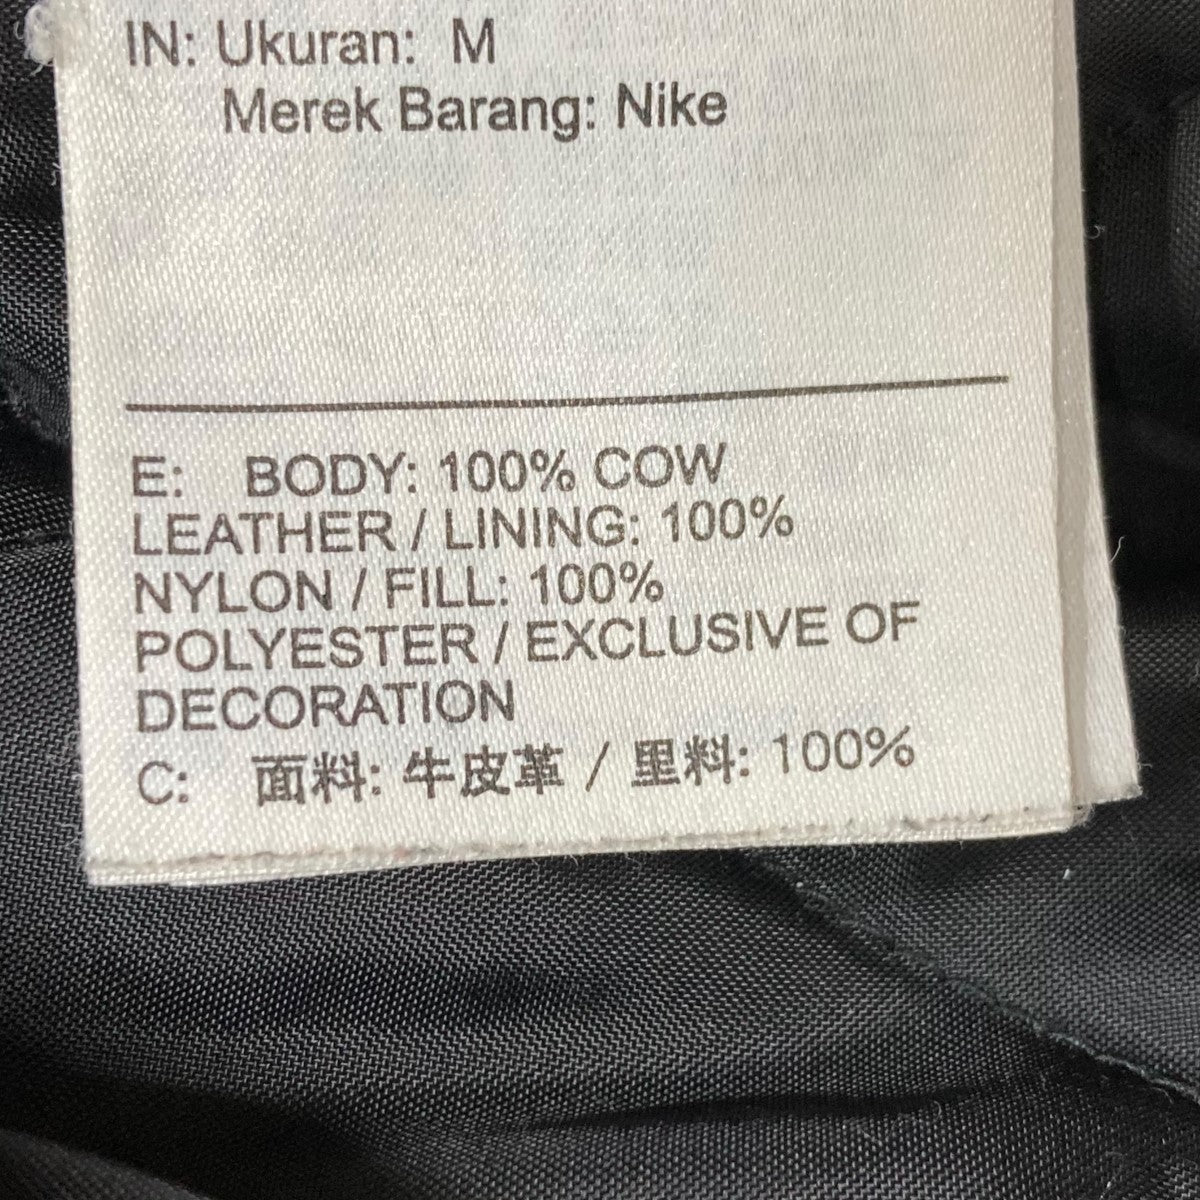 IN: Ukuran: M
Merek Barang: Nike
E: BODY: 100% COW
LEATHER / LINING: 100%
NYLON / FILL: 100%
POLYESTER / EXCLUSIVE OF
DECORATION
C: 面料: 牛皮革 / 里料: 100%